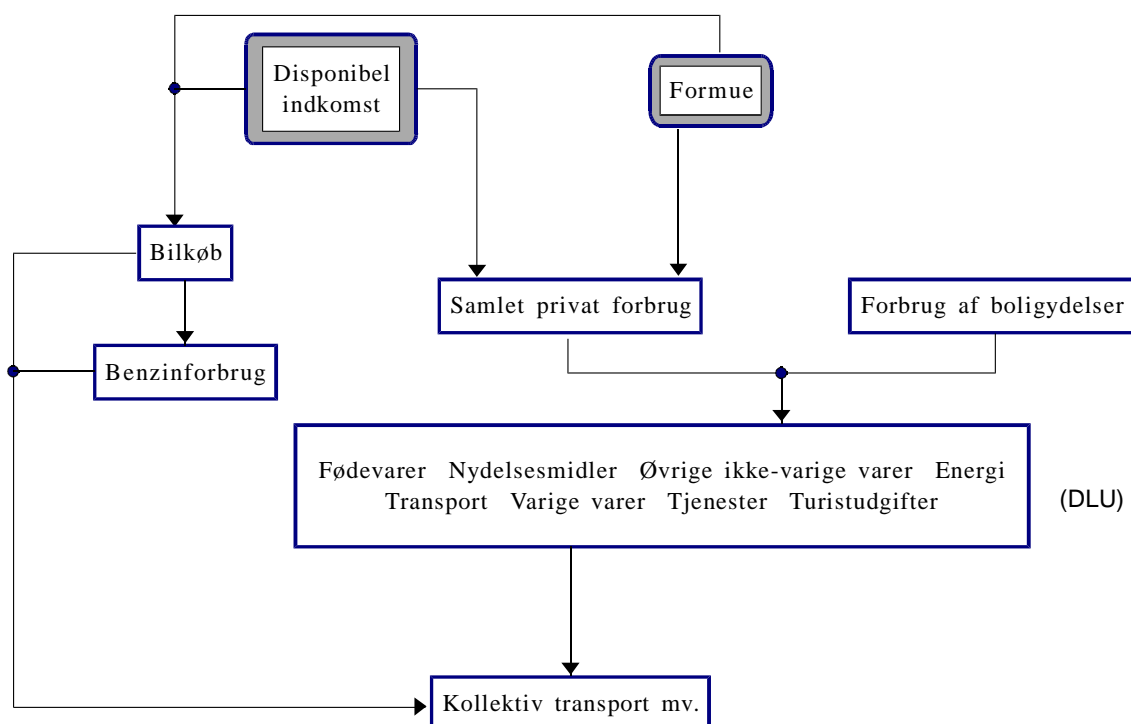 Disponibel
indkomst
Formue
Bilkøb
Samlet privat forbrug
Forbrug af boligydelser
Benzinforbrug
Fødevarer Nydelsesmidler Øvrige ikke-varige varer Energi
Transport Varige varer Tjenester Turistudgifter
(DLU)
Kollektiv transport mv.